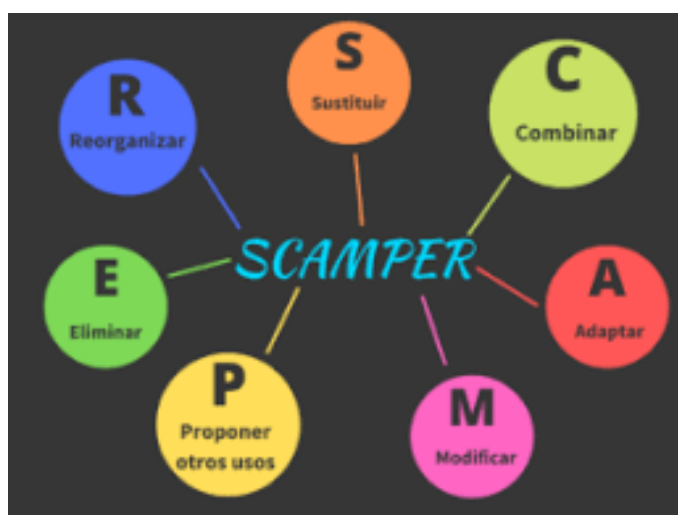 SCAMPER
S
Sustituir
C
Combinar
A
Adaptar
M
Modificar
P
Proponer
otros usos
E
Eliminar
R
Reorganizar